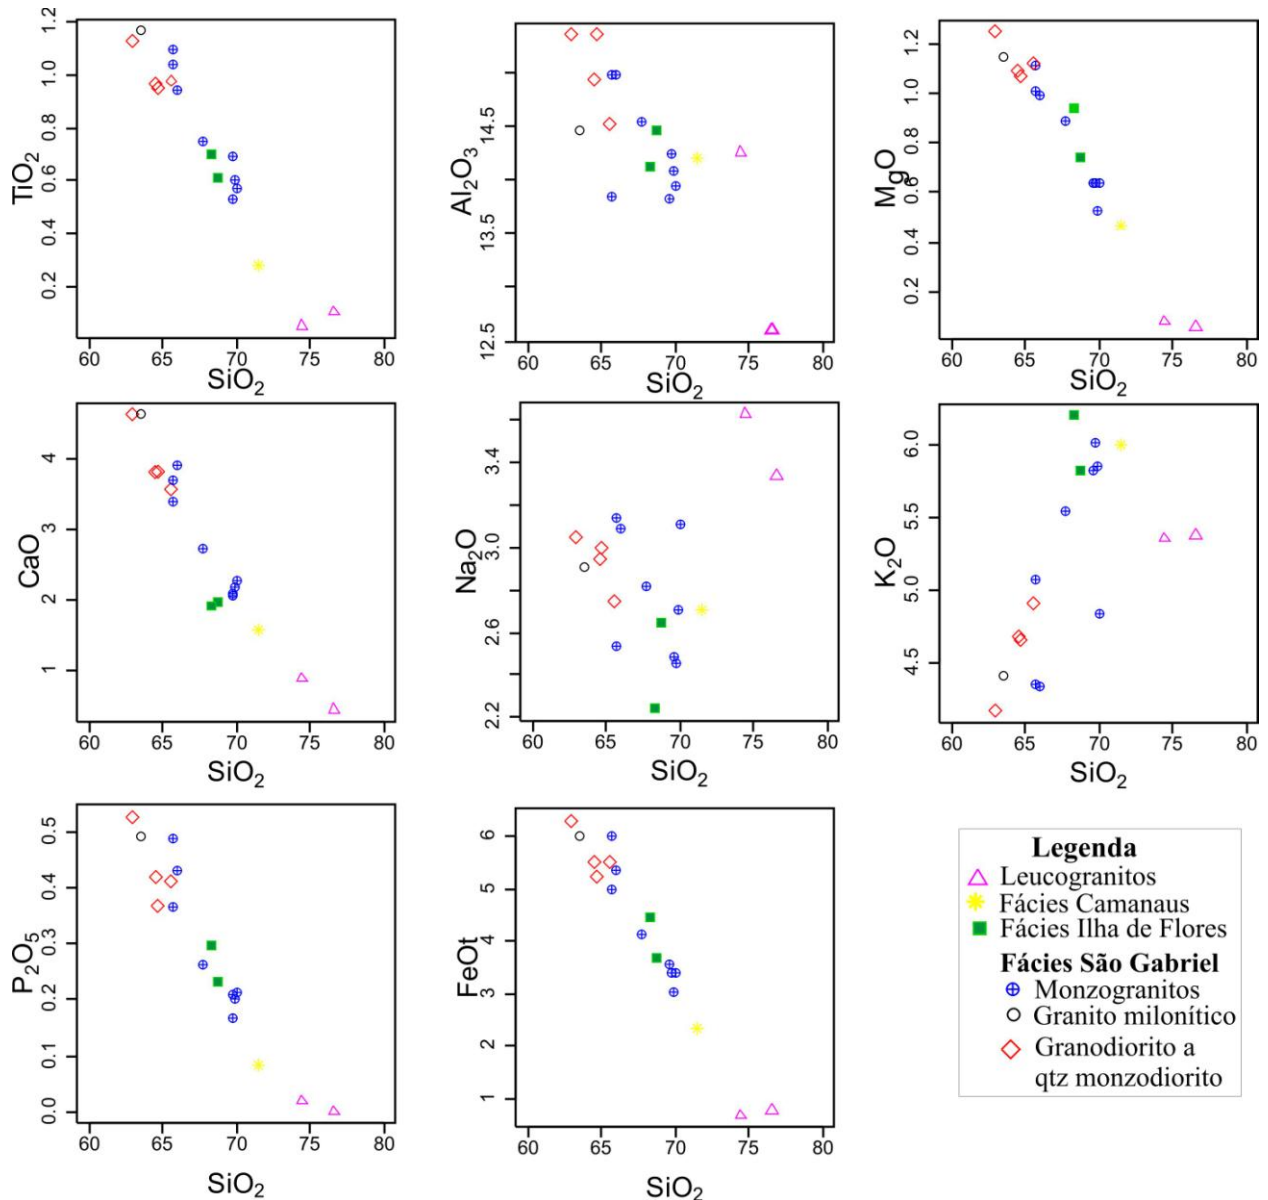 TiO2
1.2
1.0
0.8
0.6
0.4
0.2
60 65 70 75 80
SiO2
Al2O3
14.5
13.5
12.5
60 65 70 75 80
SiO2
MgO
1.2
1.0
0.8
0.6
0.4
0.2
60 65 70 75 80
SiO2
CaO
4
3
2
1
60 65 70 75 80
SiO2
Na2O
3.4
3.0
2.6
2.2
60 65 70 75 80
SiO2
K2O
6.0
5.5
5.0
4.5
60 65 70 75 80
SiO2
P2O5
0.5
0.4
0.3
0.2
0.1
0.0
60 65 70 75 80
SiO2
FeOt
6
5
4
3
2
1
60 65 70 75 80
SiO2
Legenda
Leucogranitos
Fácies Camanaus
Fácies Ilha de Flores
Fácies São Gabriel
Monzogranitos
Granito milonítico
Granodiorito a
qtz monzodiorito